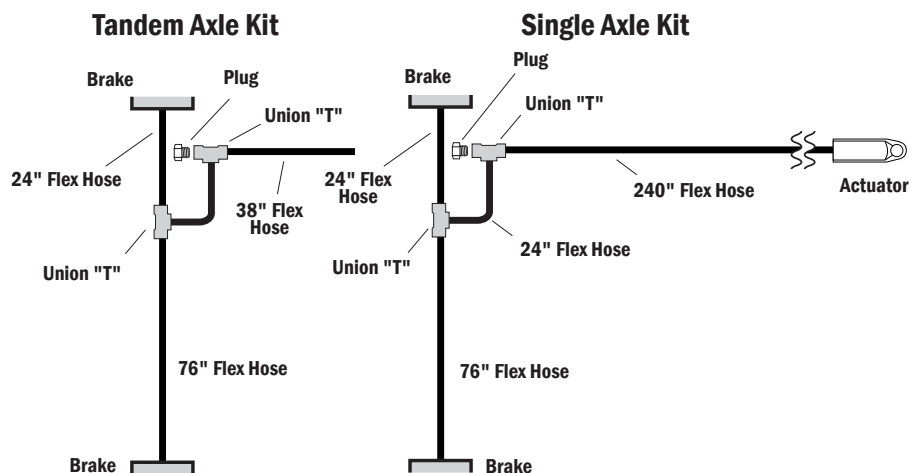 Tandem Axle Kit
Brake
Plug
Union "T"
24" Flex Hose
38" Flex
Hose
Union "T"
76" Flex Hose
Brake
Single Axle Kit
Brake
Plug
Union "T"
24" Flex
Hose
240" Flex Hose
Actuator
24" Flex Hose
Union "T"
76" Flex Hose
Brake